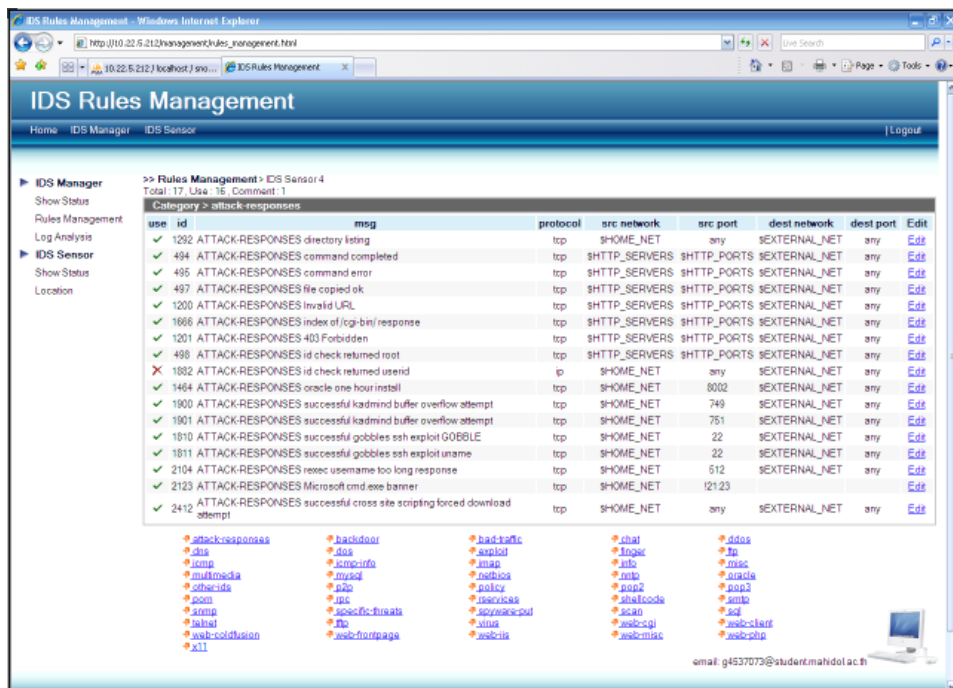 IDS Rules Management - Windows Internet Explorer
http://10.22.5.212/management/rules_management.html
Live Search
10.22.5.212 / localhost / sno...
IDS Rules Management
Page
Tools
IDS Rules Management
Home IDS Manager IDS Sensor | Logout
IDS Manager
Show Status
Rules Management
Log Analysis
IDS Sensor
Show Status
Location
>> Rules Management > IDS Sensor 4
Total : 17, Use : 16, Comment : 1
Category > attack-responses
use id msg protocol src network src port dest network dest port Edit
1292 ATTACK-RESPONSES directory listing tcp $HOME_NET any $EXTERNAL_NET any Edit
494 ATTACK-RESPONSES command completed tcp $HTTP_SERVERS $HTTP_PORTS $EXTERNAL_NET any Edit
495 ATTACK-RESPONSES command error tcp $HTTP_SERVERS $HTTP_PORTS $EXTERNAL_NET any Edit
497 ATTACK-RESPONSES file copied ok tcp $HTTP_SERVERS $HTTP_PORTS $EXTERNAL_NET any Edit
1200 ATTACK-RESPONSES Invalid URL tcp $HTTP_SERVERS $HTTP_PORTS $EXTERNAL_NET any Edit
1666 ATTACK-RESPONSES index of /cgi-bin/ response tcp $HTTP_SERVERS $HTTP_PORTS $EXTERNAL_NET any Edit
1201 ATTACK-RESPONSES 403 Forbidden tcp $HTTP_SERVERS $HTTP_PORTS $EXTERNAL_NET any Edit
498 ATTACK-RESPONSES id check returned root tcp $HTTP_SERVERS $HTTP_PORTS $EXTERNAL_NET any Edit
1882 ATTACK-RESPONSES id check returned userid ip $HOME_NET any $EXTERNAL_NET any Edit
1464 ATTACK-RESPONSES oracle one hour install tcp $HOME_NET 8002 $EXTERNAL_NET any Edit
1900 ATTACK-RESPONSES successful kadmind buffer overflow attempt tcp $HOME_NET 749 $EXTERNAL_NET any Edit
1901 ATTACK-RESPONSES successful kadmind buffer overflow attempt tcp $HOME_NET 751 $EXTERNAL_NET any Edit
1810 ATTACK-RESPONSES successful gobbles ssh exploit GOBBLE tcp $HOME_NET 22 $EXTERNAL_NET any Edit
1811 ATTACK-RESPONSES successful gobbles ssh exploit uname tcp $HOME_NET 22 $EXTERNAL_NET any Edit
2104 ATTACK-RESPONSES rexec username too long response tcp $HOME_NET 512 $EXTERNAL_NET any Edit
2123 ATTACK-RESPONSES Microsoft cmd.exe banner tcp $HOME_NET !21:23 Edit
2412 ATTACK-RESPONSES successful cross site scripting forced download attempt tcp $HOME_NET any $EXTERNAL_NET any Edit
attack-responses backdoor bad-traffic chat ddos
dns dos exploit finger ftp
icmp icmp-info imap info misc
multimedia mysql netbios nntp oracle
other-ids p2p policy pop2 pop3
porn rpc rservices shellcode smtp
snmp specific-threats spyware-put scan sql
telnet tftp virus web-cgi web-client
web-coldfusion web-frontpage web-iis web-misc web-php
x11
email: g4537073@student.mahidol.ac.th